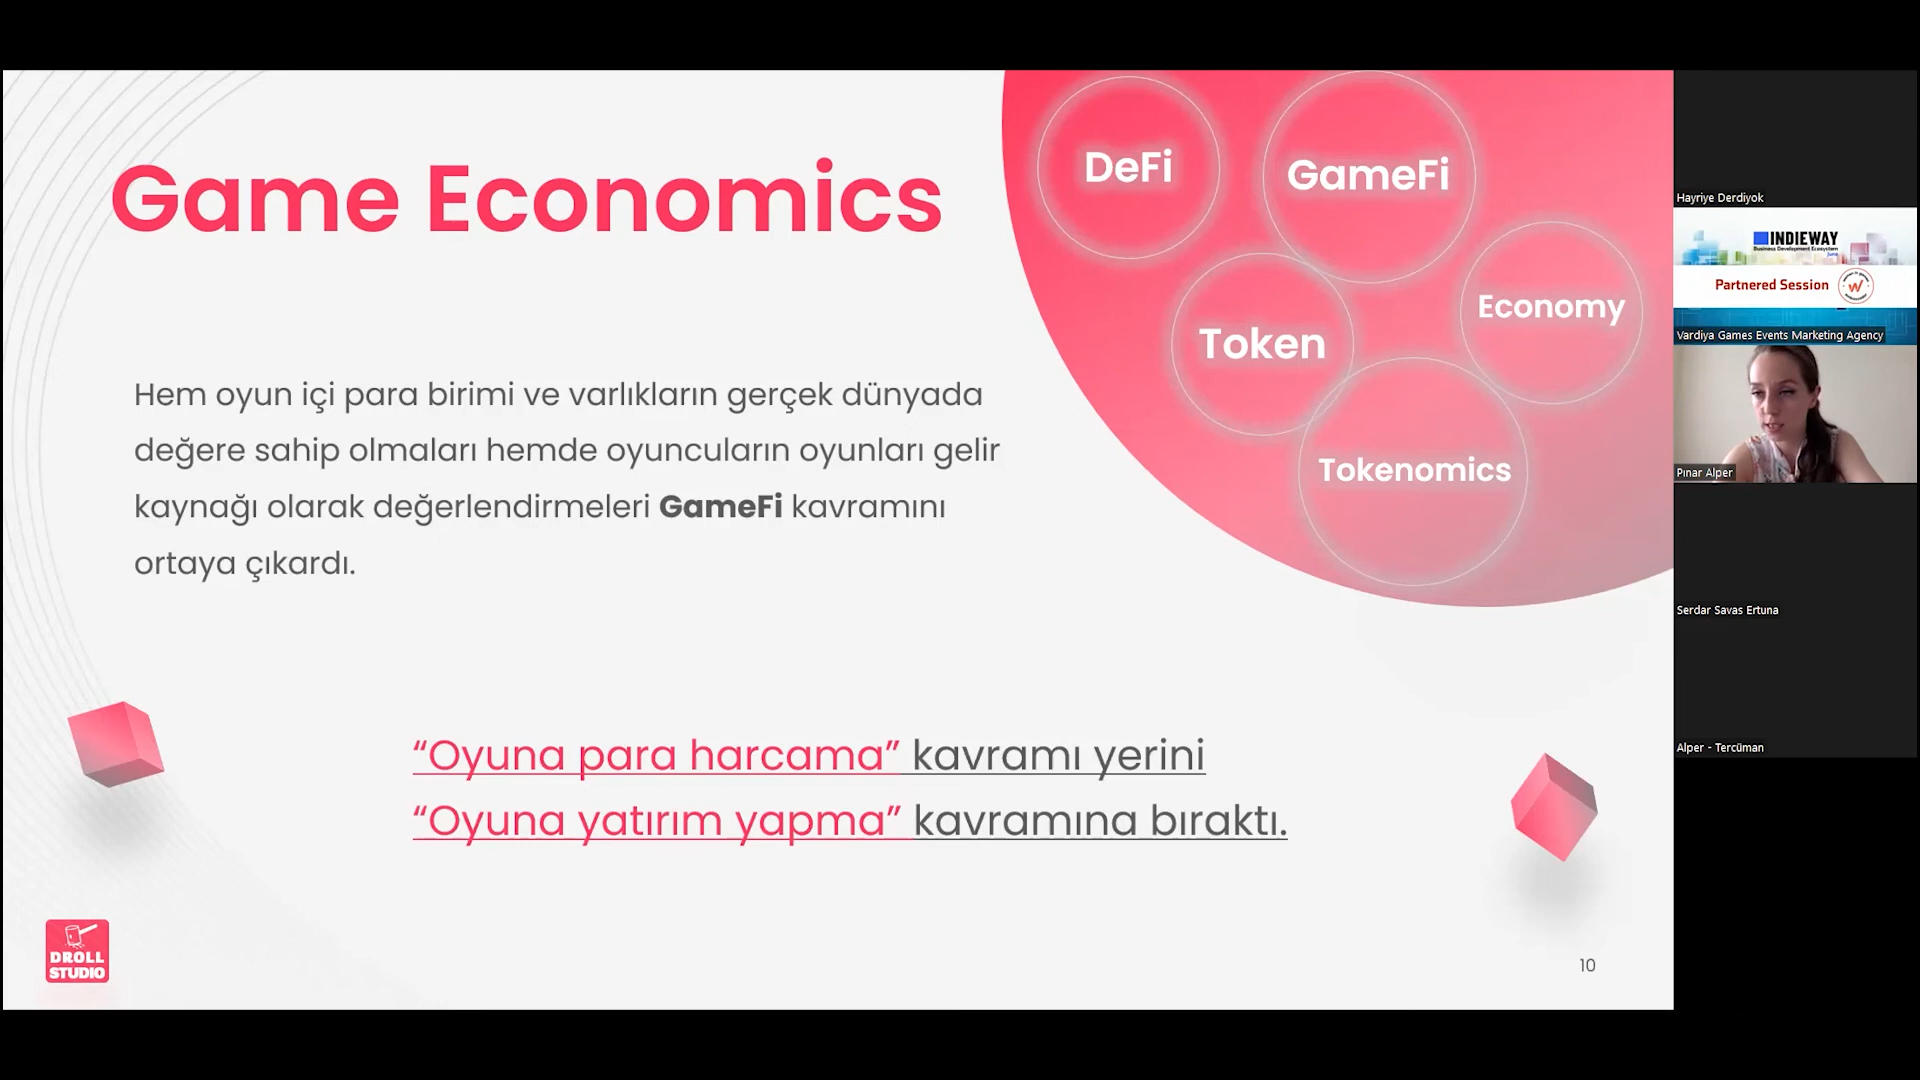 Game Economics
DeFi
GameFi
Economy
Token
Tokenomics
Hem oyun içi para birimi ve varlıkların gerçek dünyada
değere sahip olmaları hemde oyuncuların oyunları gelir
kaynağı olarak değerlendirmeleri GameFi kavramını
ortaya çıkardı.
“Oyuna para harcama” kavramı yerini
“Oyuna yatırım yapma” kavramına bıraktı.
DROLL
STUDIO
10
Hayriye Derdiyok
INDIEWAY
Business Development Ecosystem
Partnered Session
Vardiya Games Events Marketing Agency
Pınar Alper
Serdar Savas Ertuna
Alper - Tercüman